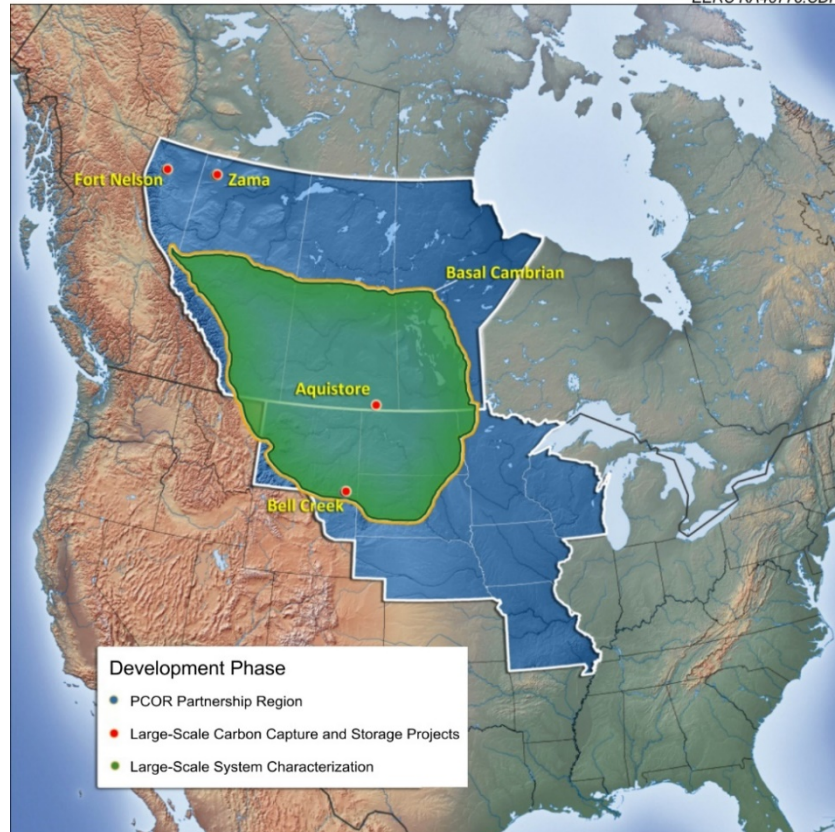 Fort Nelson
Zama
Basal Cambrian
Aquistore
Bell Creek
Development Phase
PCOR Partnership Region
Large-Scale Carbon Capture and Storage Projects
Large-Scale System Characterization